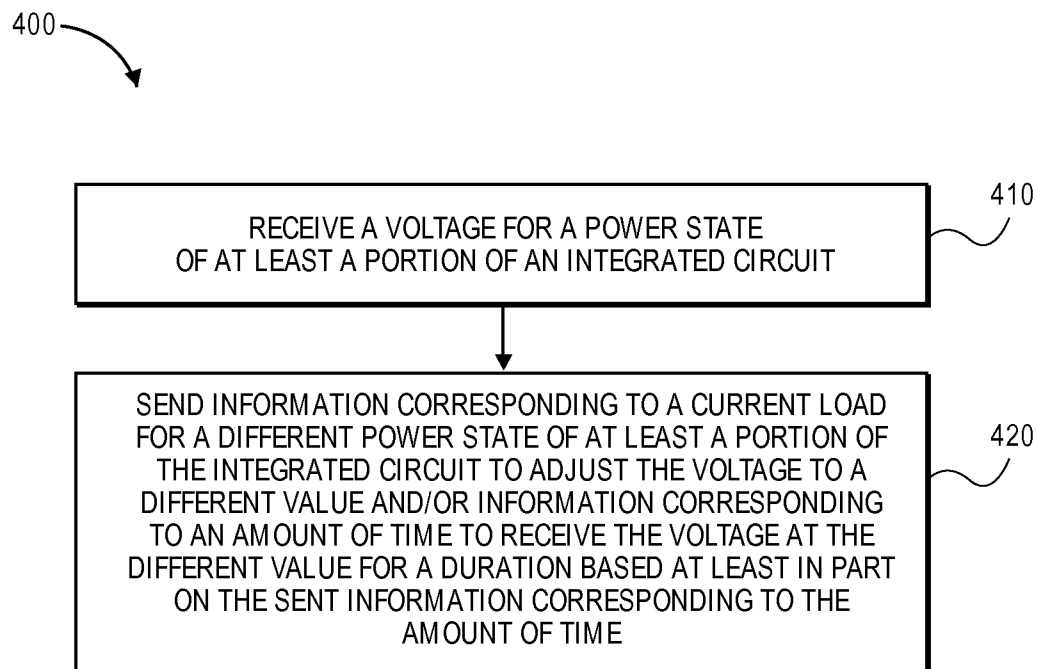 400
410
RECEIVE A VOLTAGE FOR A POWER STATE
OF AT LEAST A PORTION OF AN INTEGRATED CIRCUIT
SEND INFORMATION CORRESPONDING TO A CURRENT LOAD
FOR A DIFFERENT POWER STATE OF AT LEAST A PORTION OF
THE INTEGRATED CIRCUIT TO ADJUST THE VOLTAGE TO A
DIFFERENT VALUE AND/OR INFORMATION CORRESPONDING
TO AN AMOUNT OF TIME TO RECEIVE THE VOLTAGE AT THE
DIFFERENT VALUE FOR A DURATION BASED AT LEAST IN PART
ON THE SENT INFORMATION CORRESPONDING TO THE
AMOUNT OF TIME
420